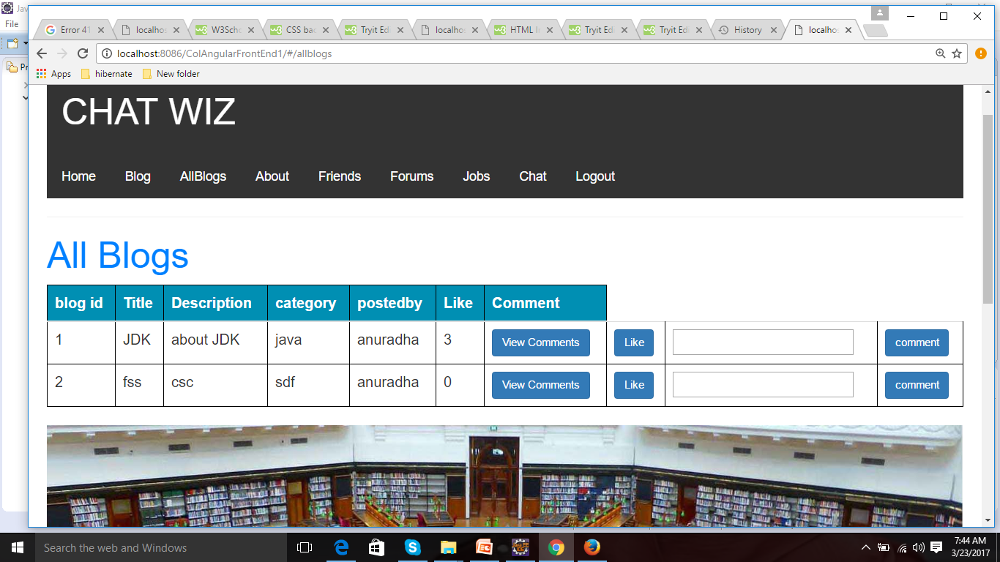 Jav
File
Error 41
localhos
W3Scho
CSS bac
Tryit Edi
localhos
HTML In
Tryit Edi
Tryit Edi
History
localhos
localhost:8086/ColAngularFrontEnd1/#/allblogs
Apps hibernate New folder
Pr
CHAT WIZ
Home Blog AllBlogs About Friends Forums Jobs Chat Logout
All Blogs
blog id Title Description category postedby Like Comment
1 JDK about JDK java anuradha 3 View Comments Like comment
2 fss csc sdf anuradha 0 View Comments Like comment
Search the web and Windows
7:44 AM
3/23/2017